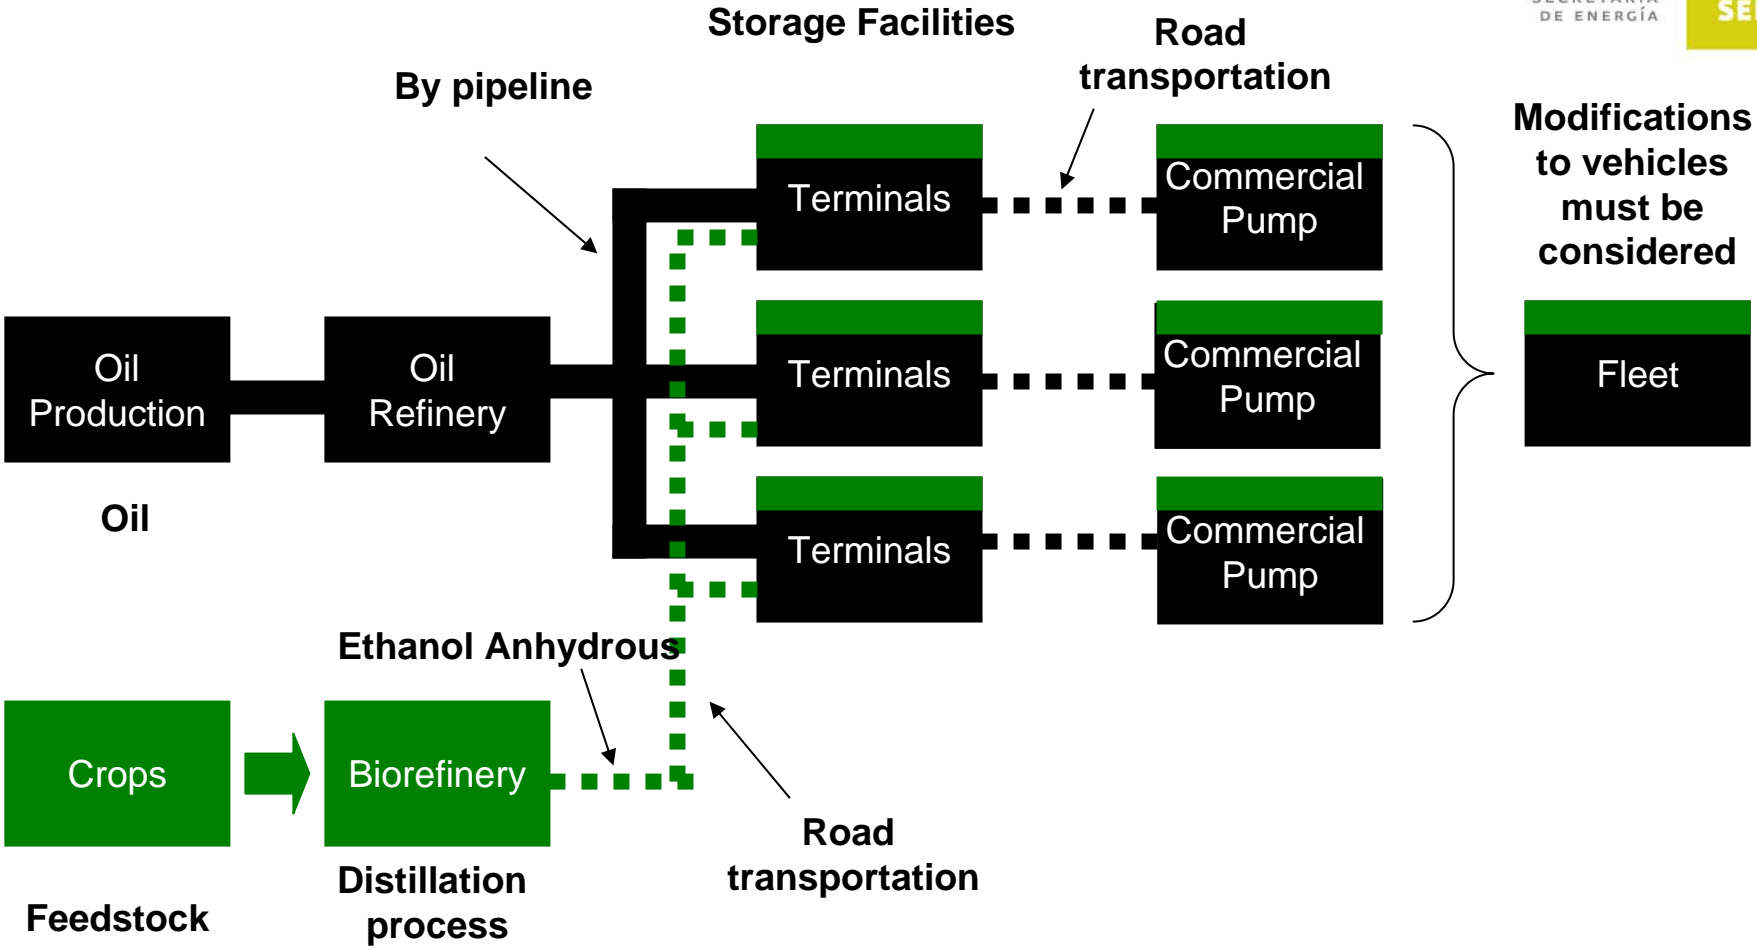 Storage Facilities
DE ENERGÍA
Road
transportation
By pipeline
Modifications
to vehicles
must be
considered
Terminals
Commercial
Pump
Oil
Production
Oil
Refinery
Terminals
Commercial
Pump
Fleet
Oil
Terminals
Commercial
Pump
Ethanol Anhydrous
Crops
Biorefinery
Road
transportation
Distillation
process
Feedstock